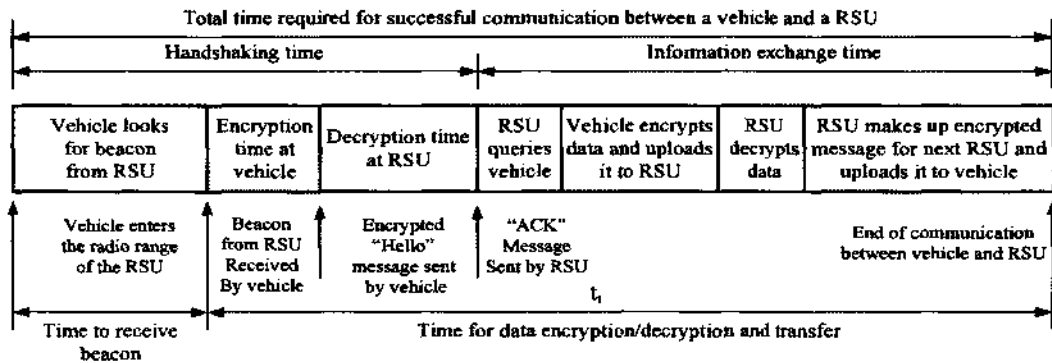 Total time required for successful communication between a vehicle and a RSU
Handshaking time
Information exchange time
Vehicle looks
for beacon
from RSU
Encryption
time at
vehicle
Decryption time
at RSU
RSU
queries
vehicle
Vehicle encrypts
data and uploads
it to RSU
RSU
decrypts
data
RSU makes up encrypted
message for next RSU and
uploads it to vehicle
Vehicle enters
the radio range
of the RSU
Beacon
from RSU
Received
By vehicle
Encrypted
"Hello"
message sent
by vehicle
"ACK"
Message
Sent by RSU
End of communication
between vehicle and RSU
t₁
Time to receive
beacon
Time for data encryption/decryption and transfer